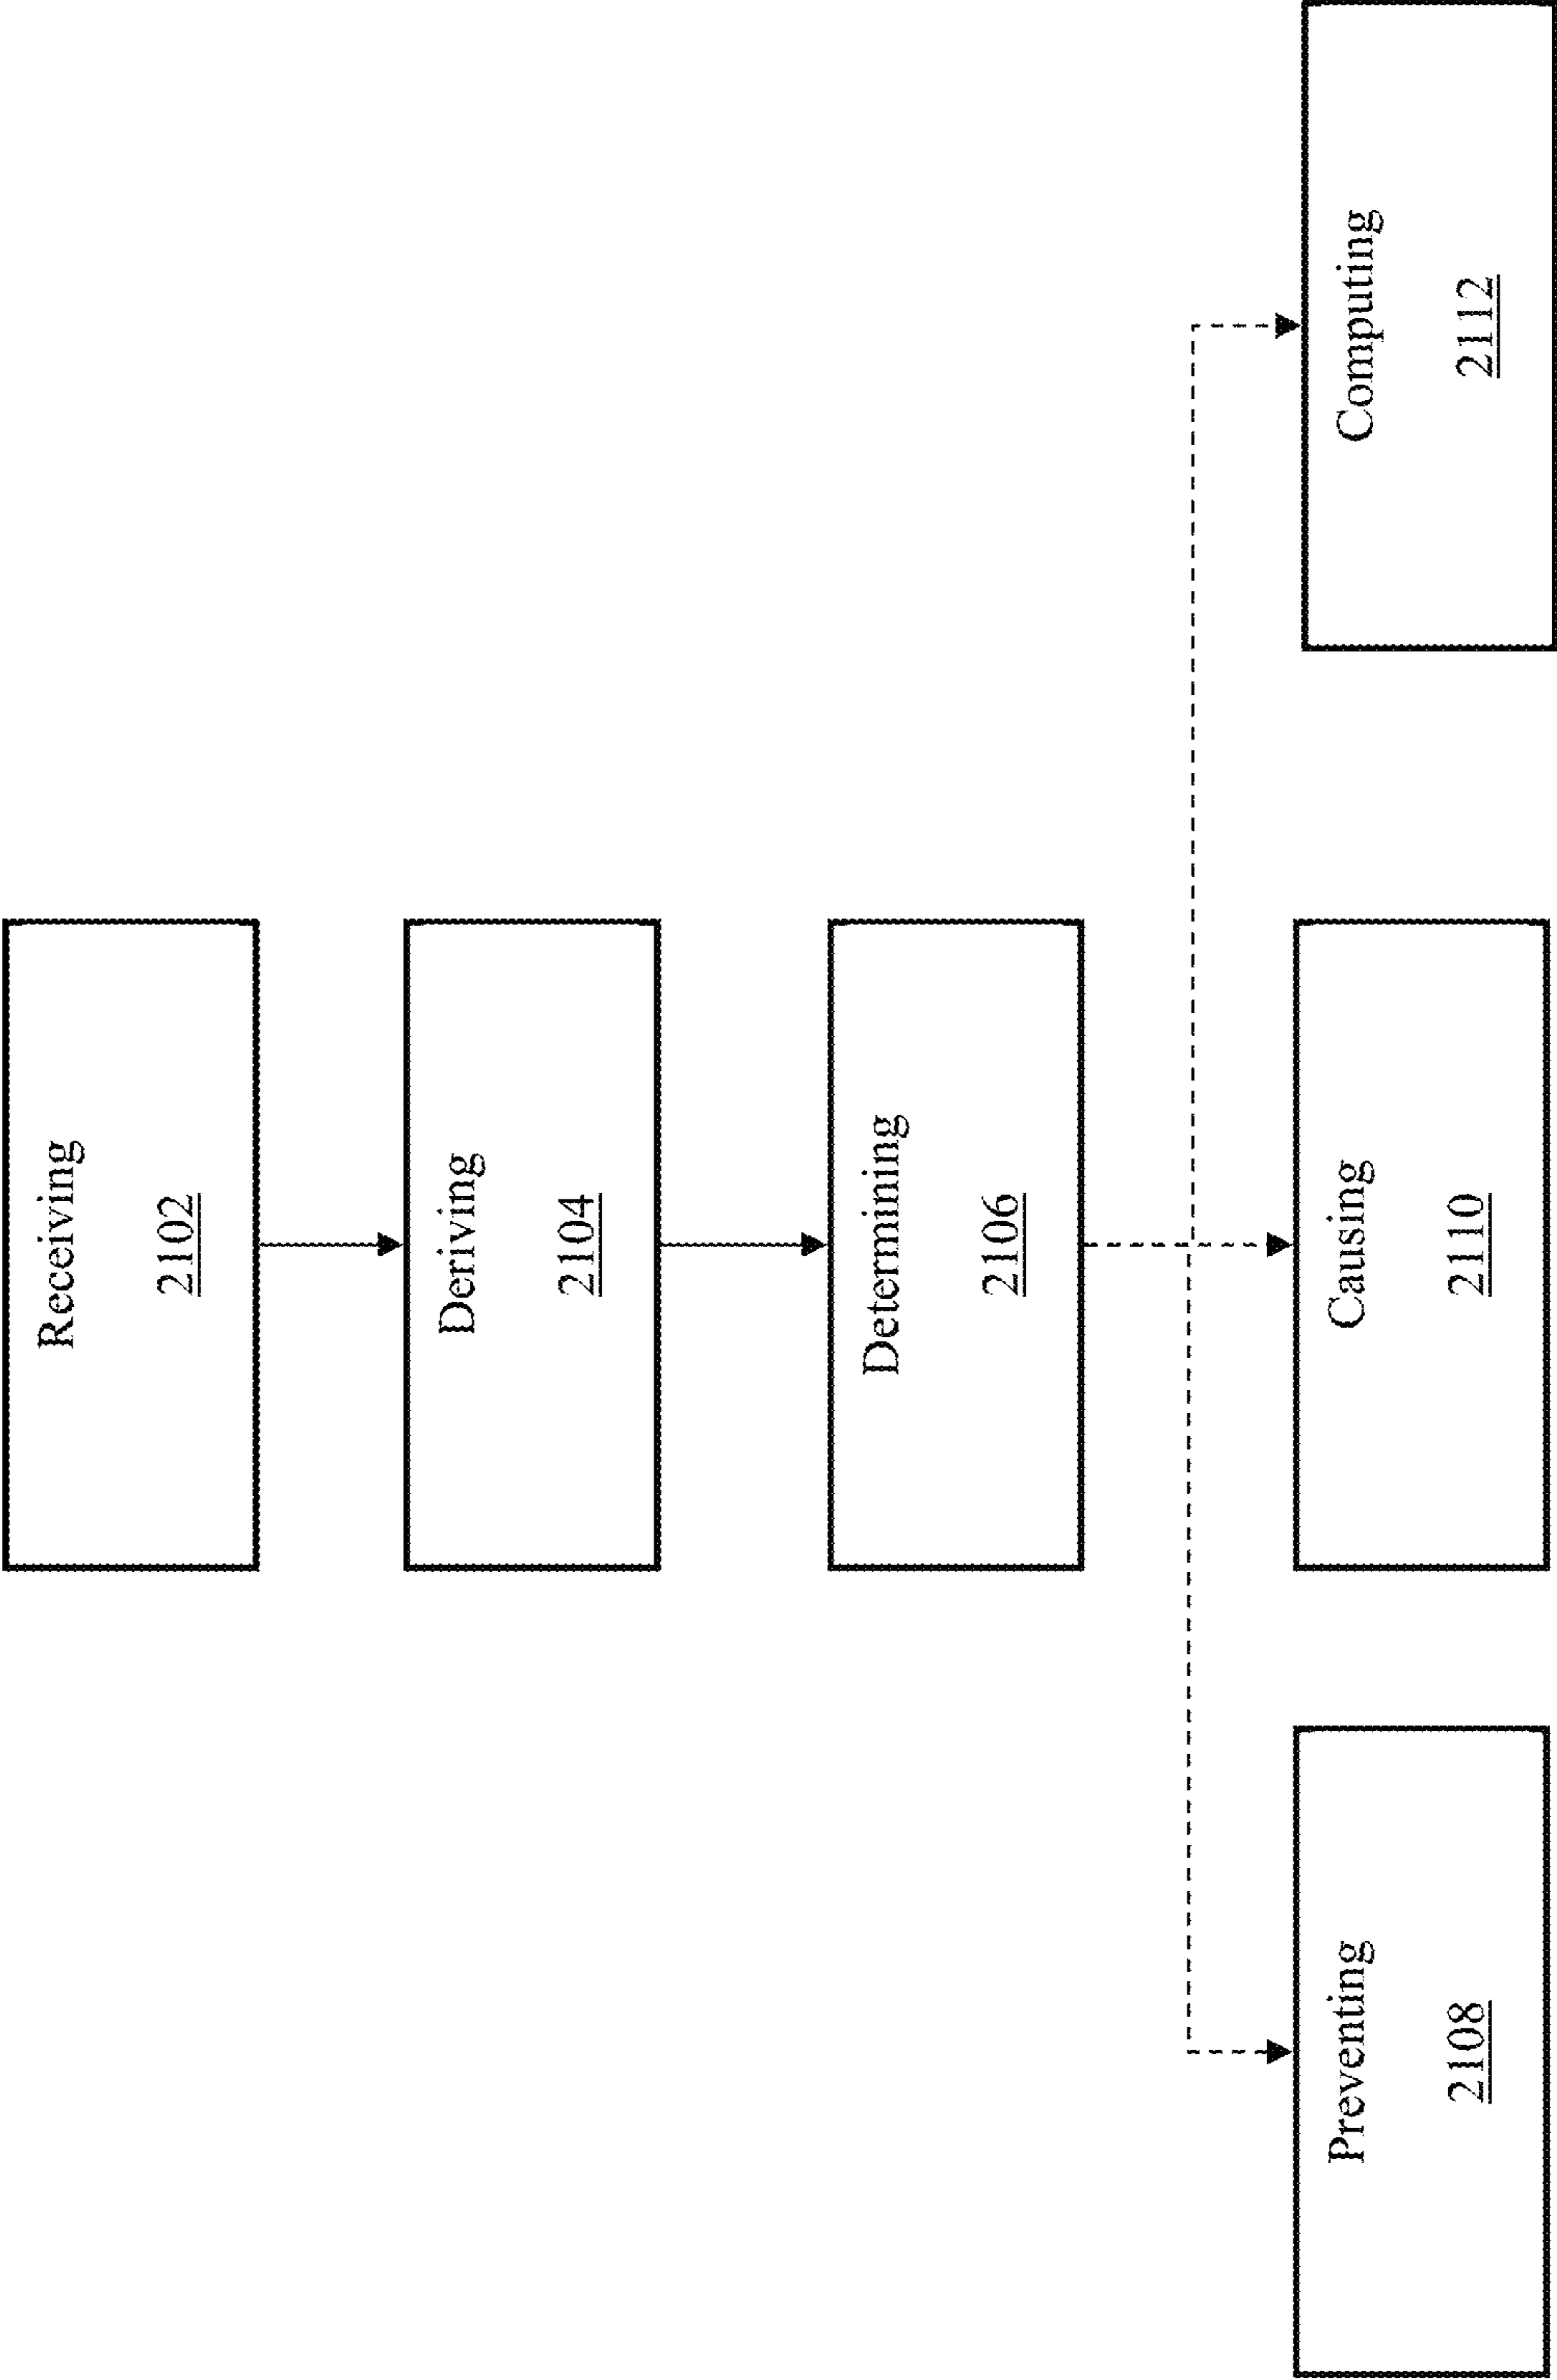 Receiving
2102
Deriving
2104
Determining
2106
Preventing
2108
Causing
2110
Computing
2112